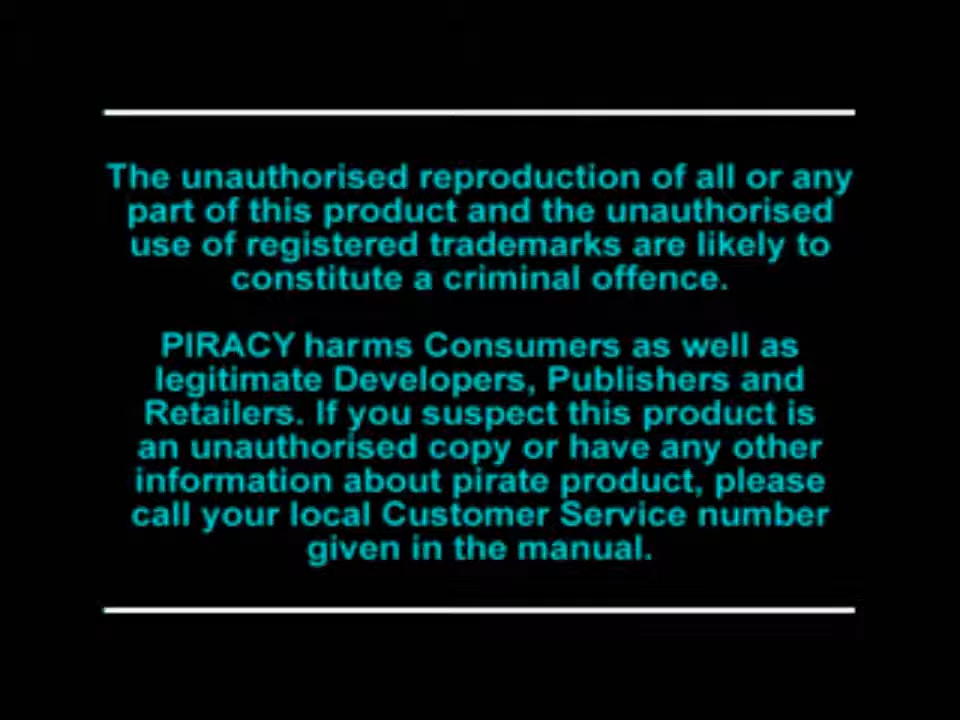 The unauthorised reproduction of all or any
part of this product and the unauthorised
use of registered trademarks are likely to
constitute a criminal offence.
PIRACY harms Consumers as well as
legitimate Developers, Publishers and
Retailers. If you suspect this product is
an unauthorised copy or have any other
information about pirate product, please
call your local Customer Service number
given in the manual.